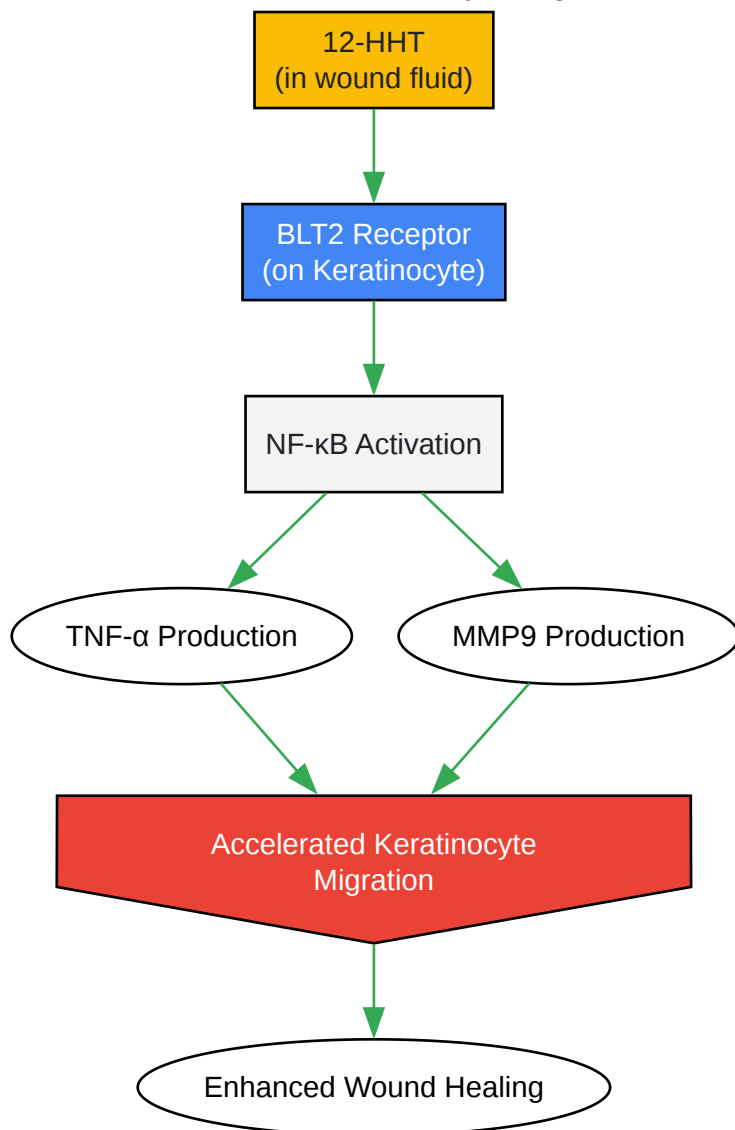 12-HHT
(in wound fluid)
BLT2 Receptor
(on Keratinocyte)
NF-κB Activation
TNF-α Production
MMP9 Production
Accelerated Keratinocyte
Migration
Enhanced Wound Healing